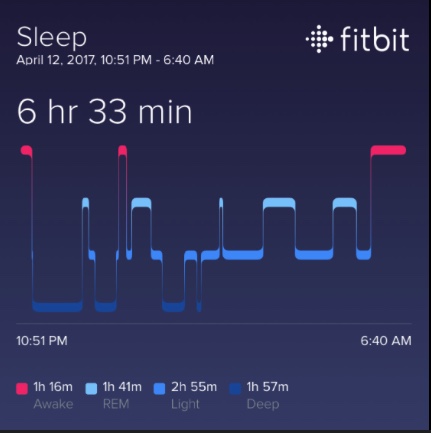 Sleep
fitbit
April 12, 2017, 10:51 PM - 6:40 AM
6 hr 33 min
10:51 PM
6:40 AM
1h 16m
1h 41m
2h 55m
1h 57m
Awake
REM
Light
Deep